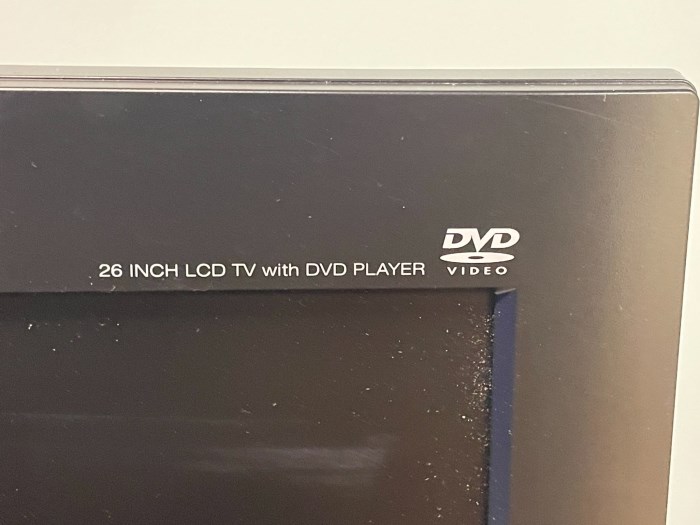 26 INCH LCD TV with DVD PLAYER
DVD
VIDEO